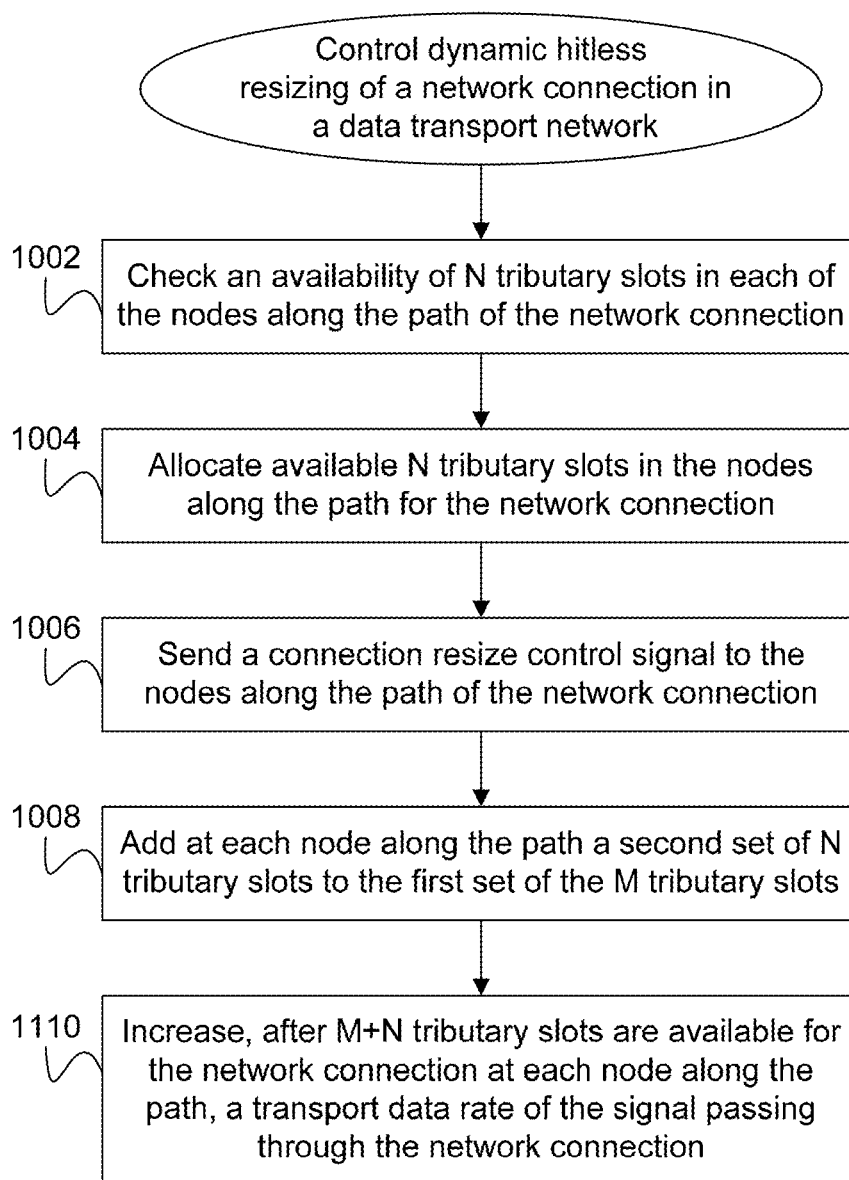 Control dynamic hitless
resizing of a network connection in
a data transport network
1002
Check an availability of N tributary slots in each of
the nodes along the path of the network connection
1004
Allocate available N tributary slots in the nodes
along the path for the network connection
1006
Send a connection resize control signal to the
nodes along the path of the network connection
1008
Add at each node along the path a second set of N
tributary slots to the first set of the M tributary slots
1110
Increase, after M+N tributary slots are available for
the network connection at each node along the
path, a transport data rate of the signal passing
through the network connection